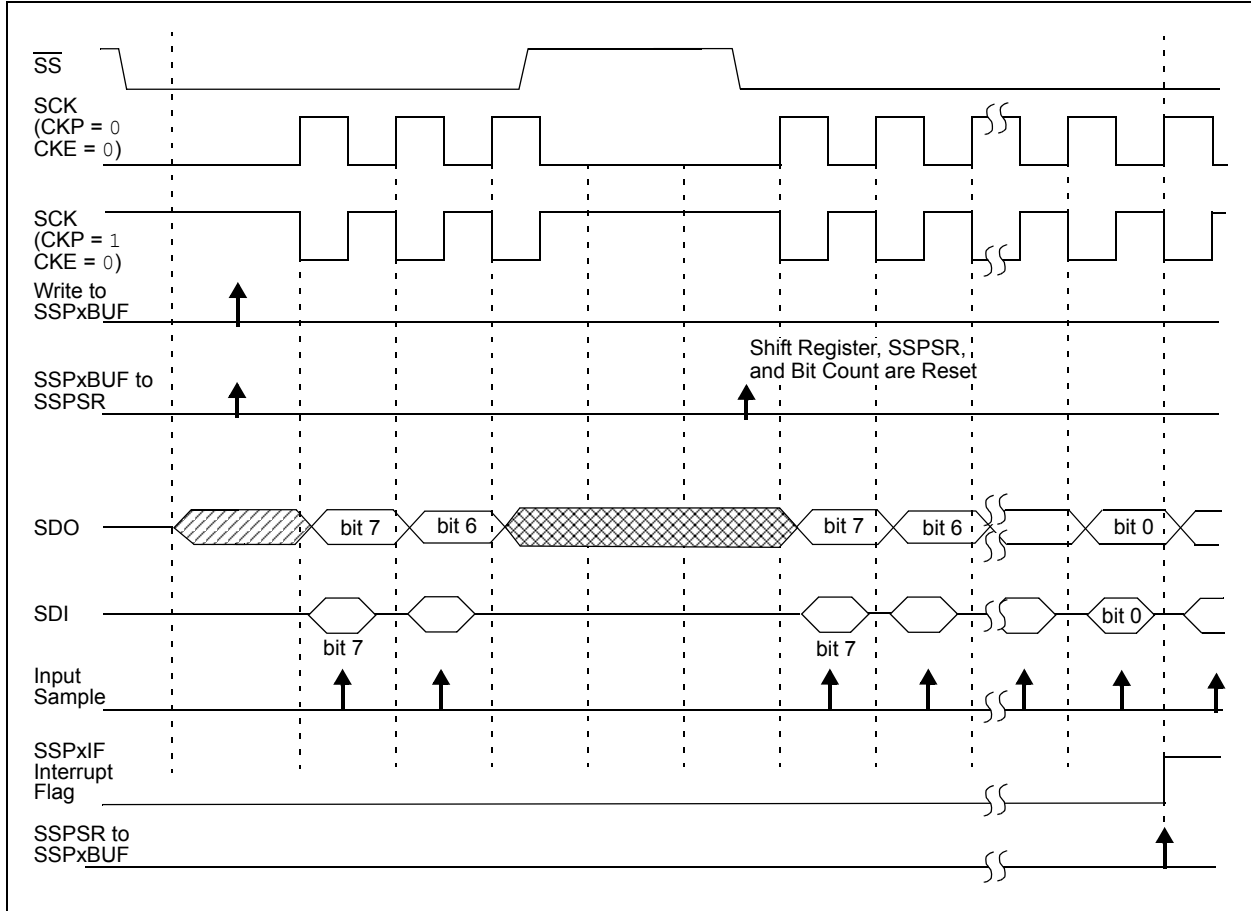 SS
SCK
(CKP = 0
CKE = 0)
SCK
(CKP = 1
CKE = 0)
Write to
SSPxBUF
Shift Register, SSPSR,
and Bit Count are Reset
SSPxBUF to
SSPSR
SDO
bit 7
bit 6
bit 7
bit 6
bit 0
SDI
bit 0
bit 7
bit 7
Input
Sample
SSPxIF
Interrupt
Flag
SSPSR to
SSPxBUF